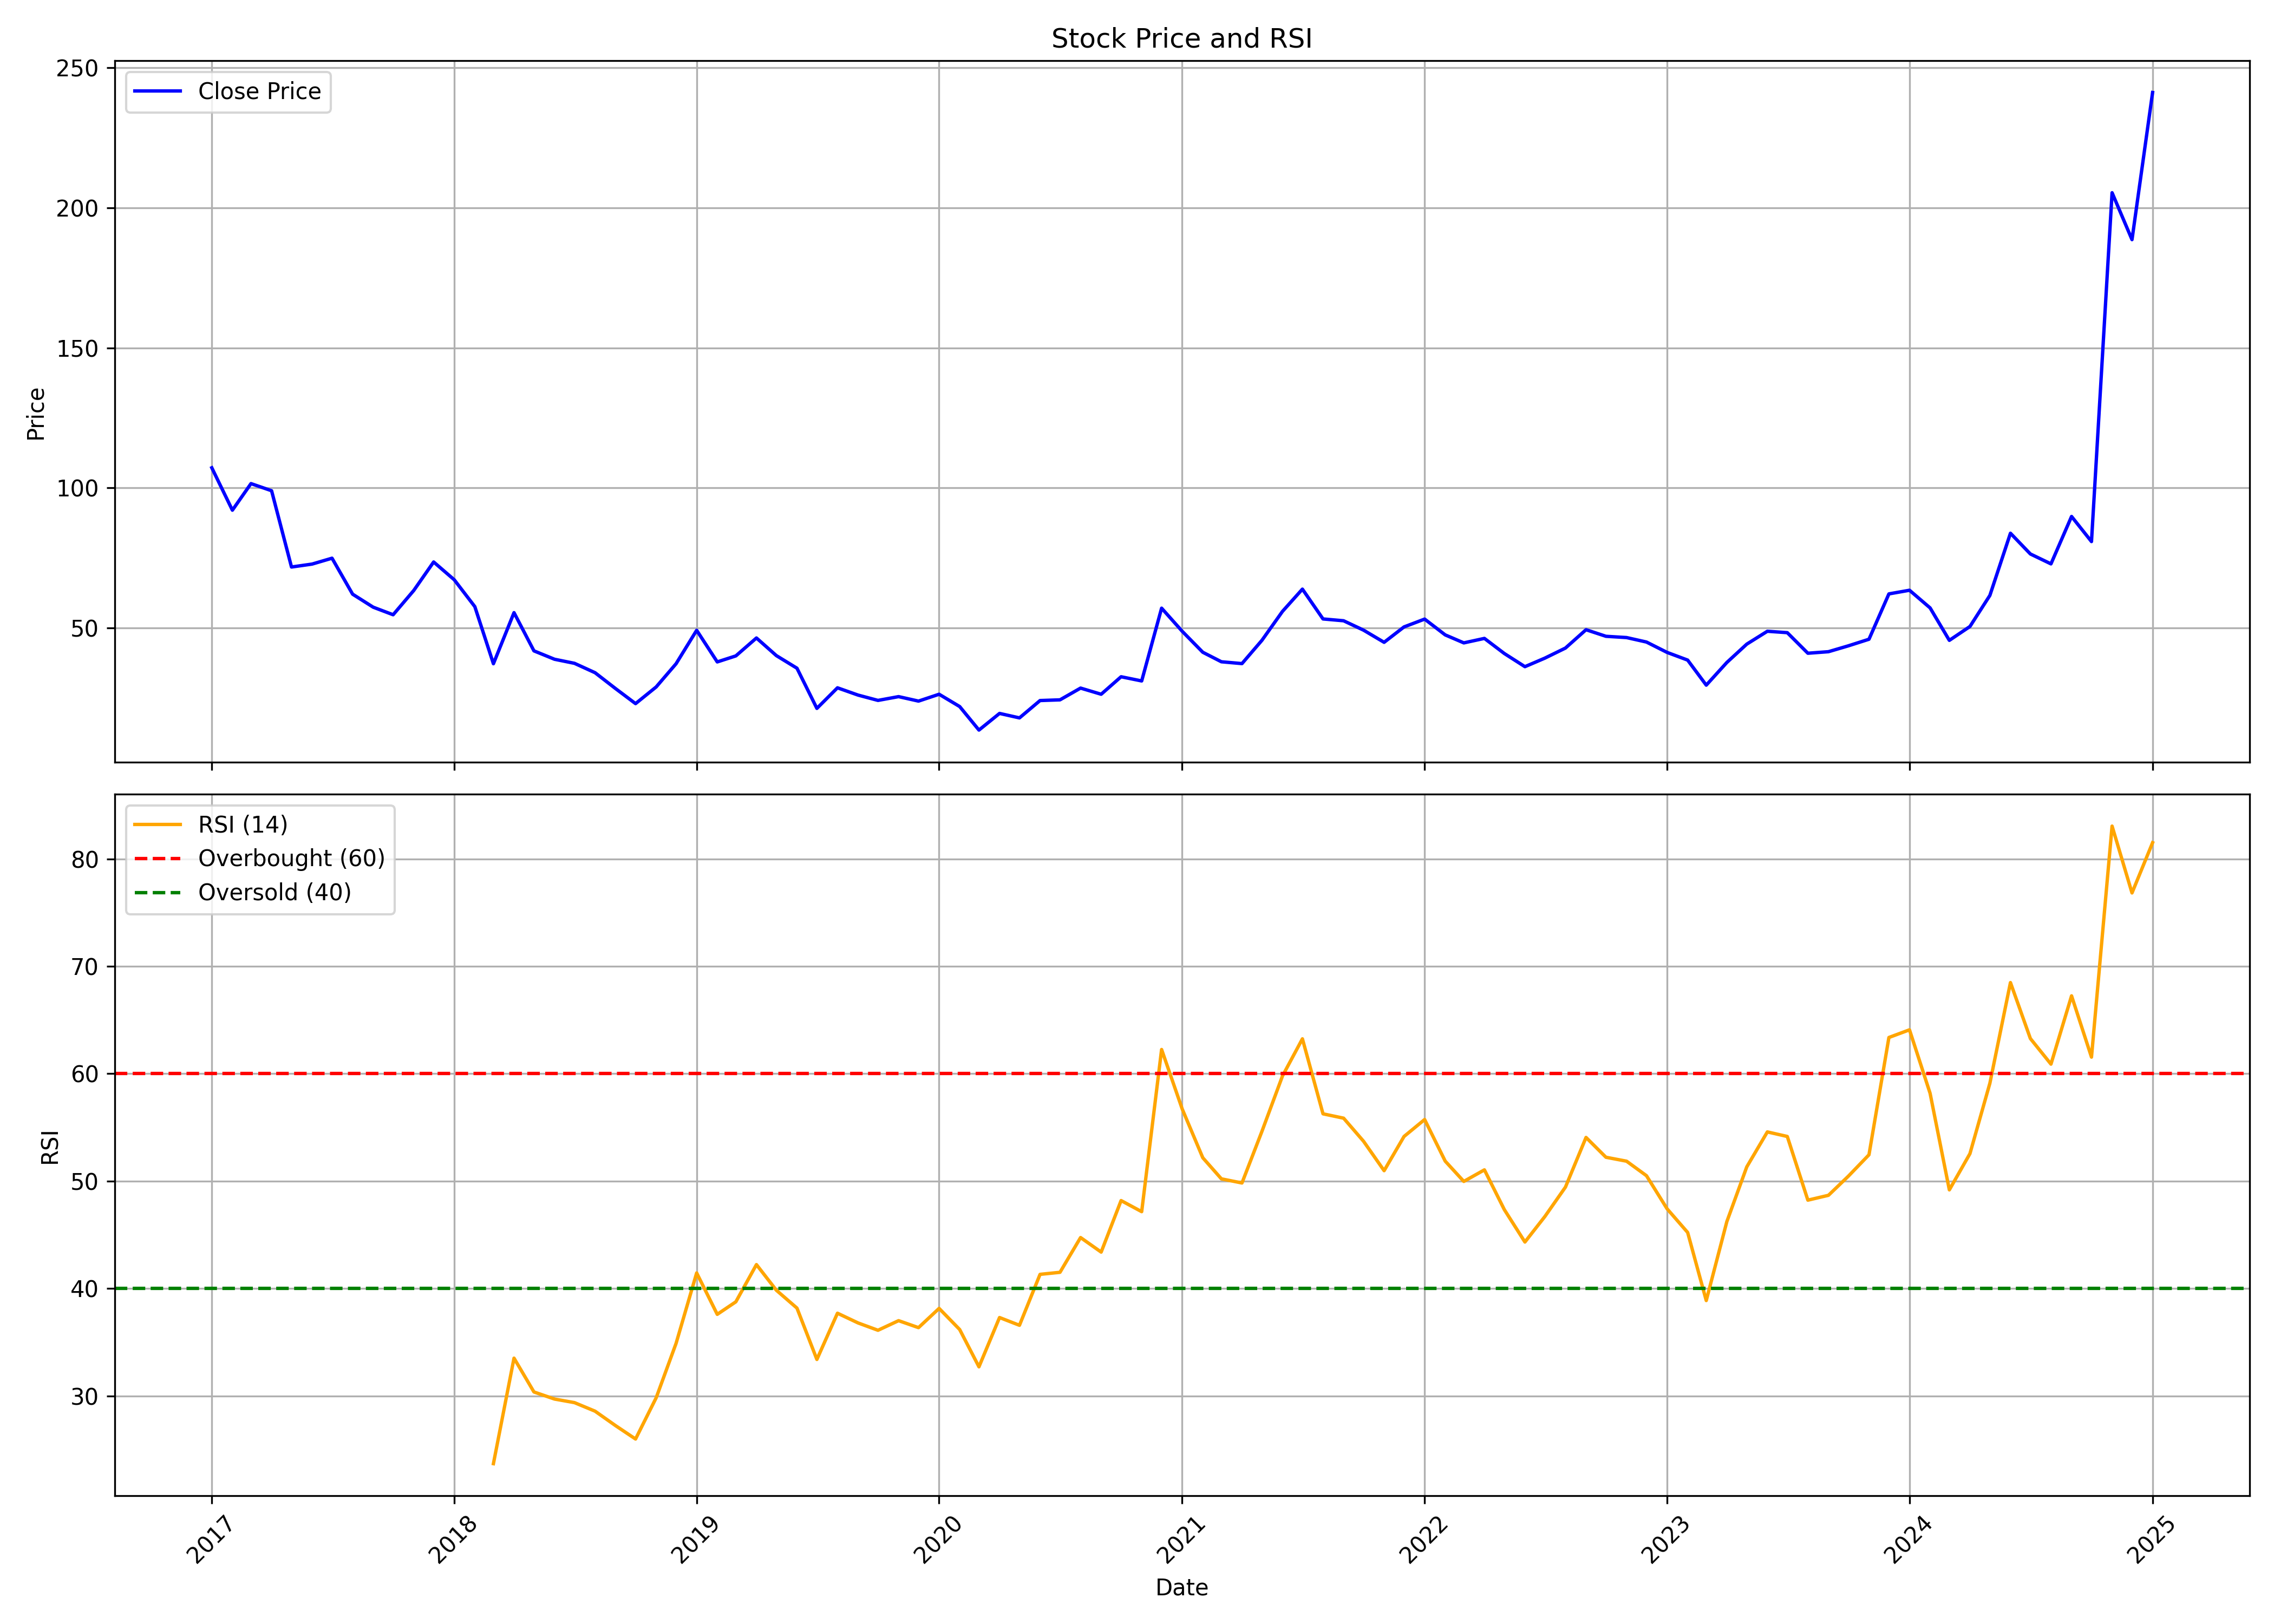 Stock Price and RSI
250
200
150
100
50
Price
Close Price
80
70
60
50
40
30
RSI
RSI (14)
Overbought (60)
Oversold (40)
2017
2018
2019
2020
2021
2022
2023
2024
2025
Date